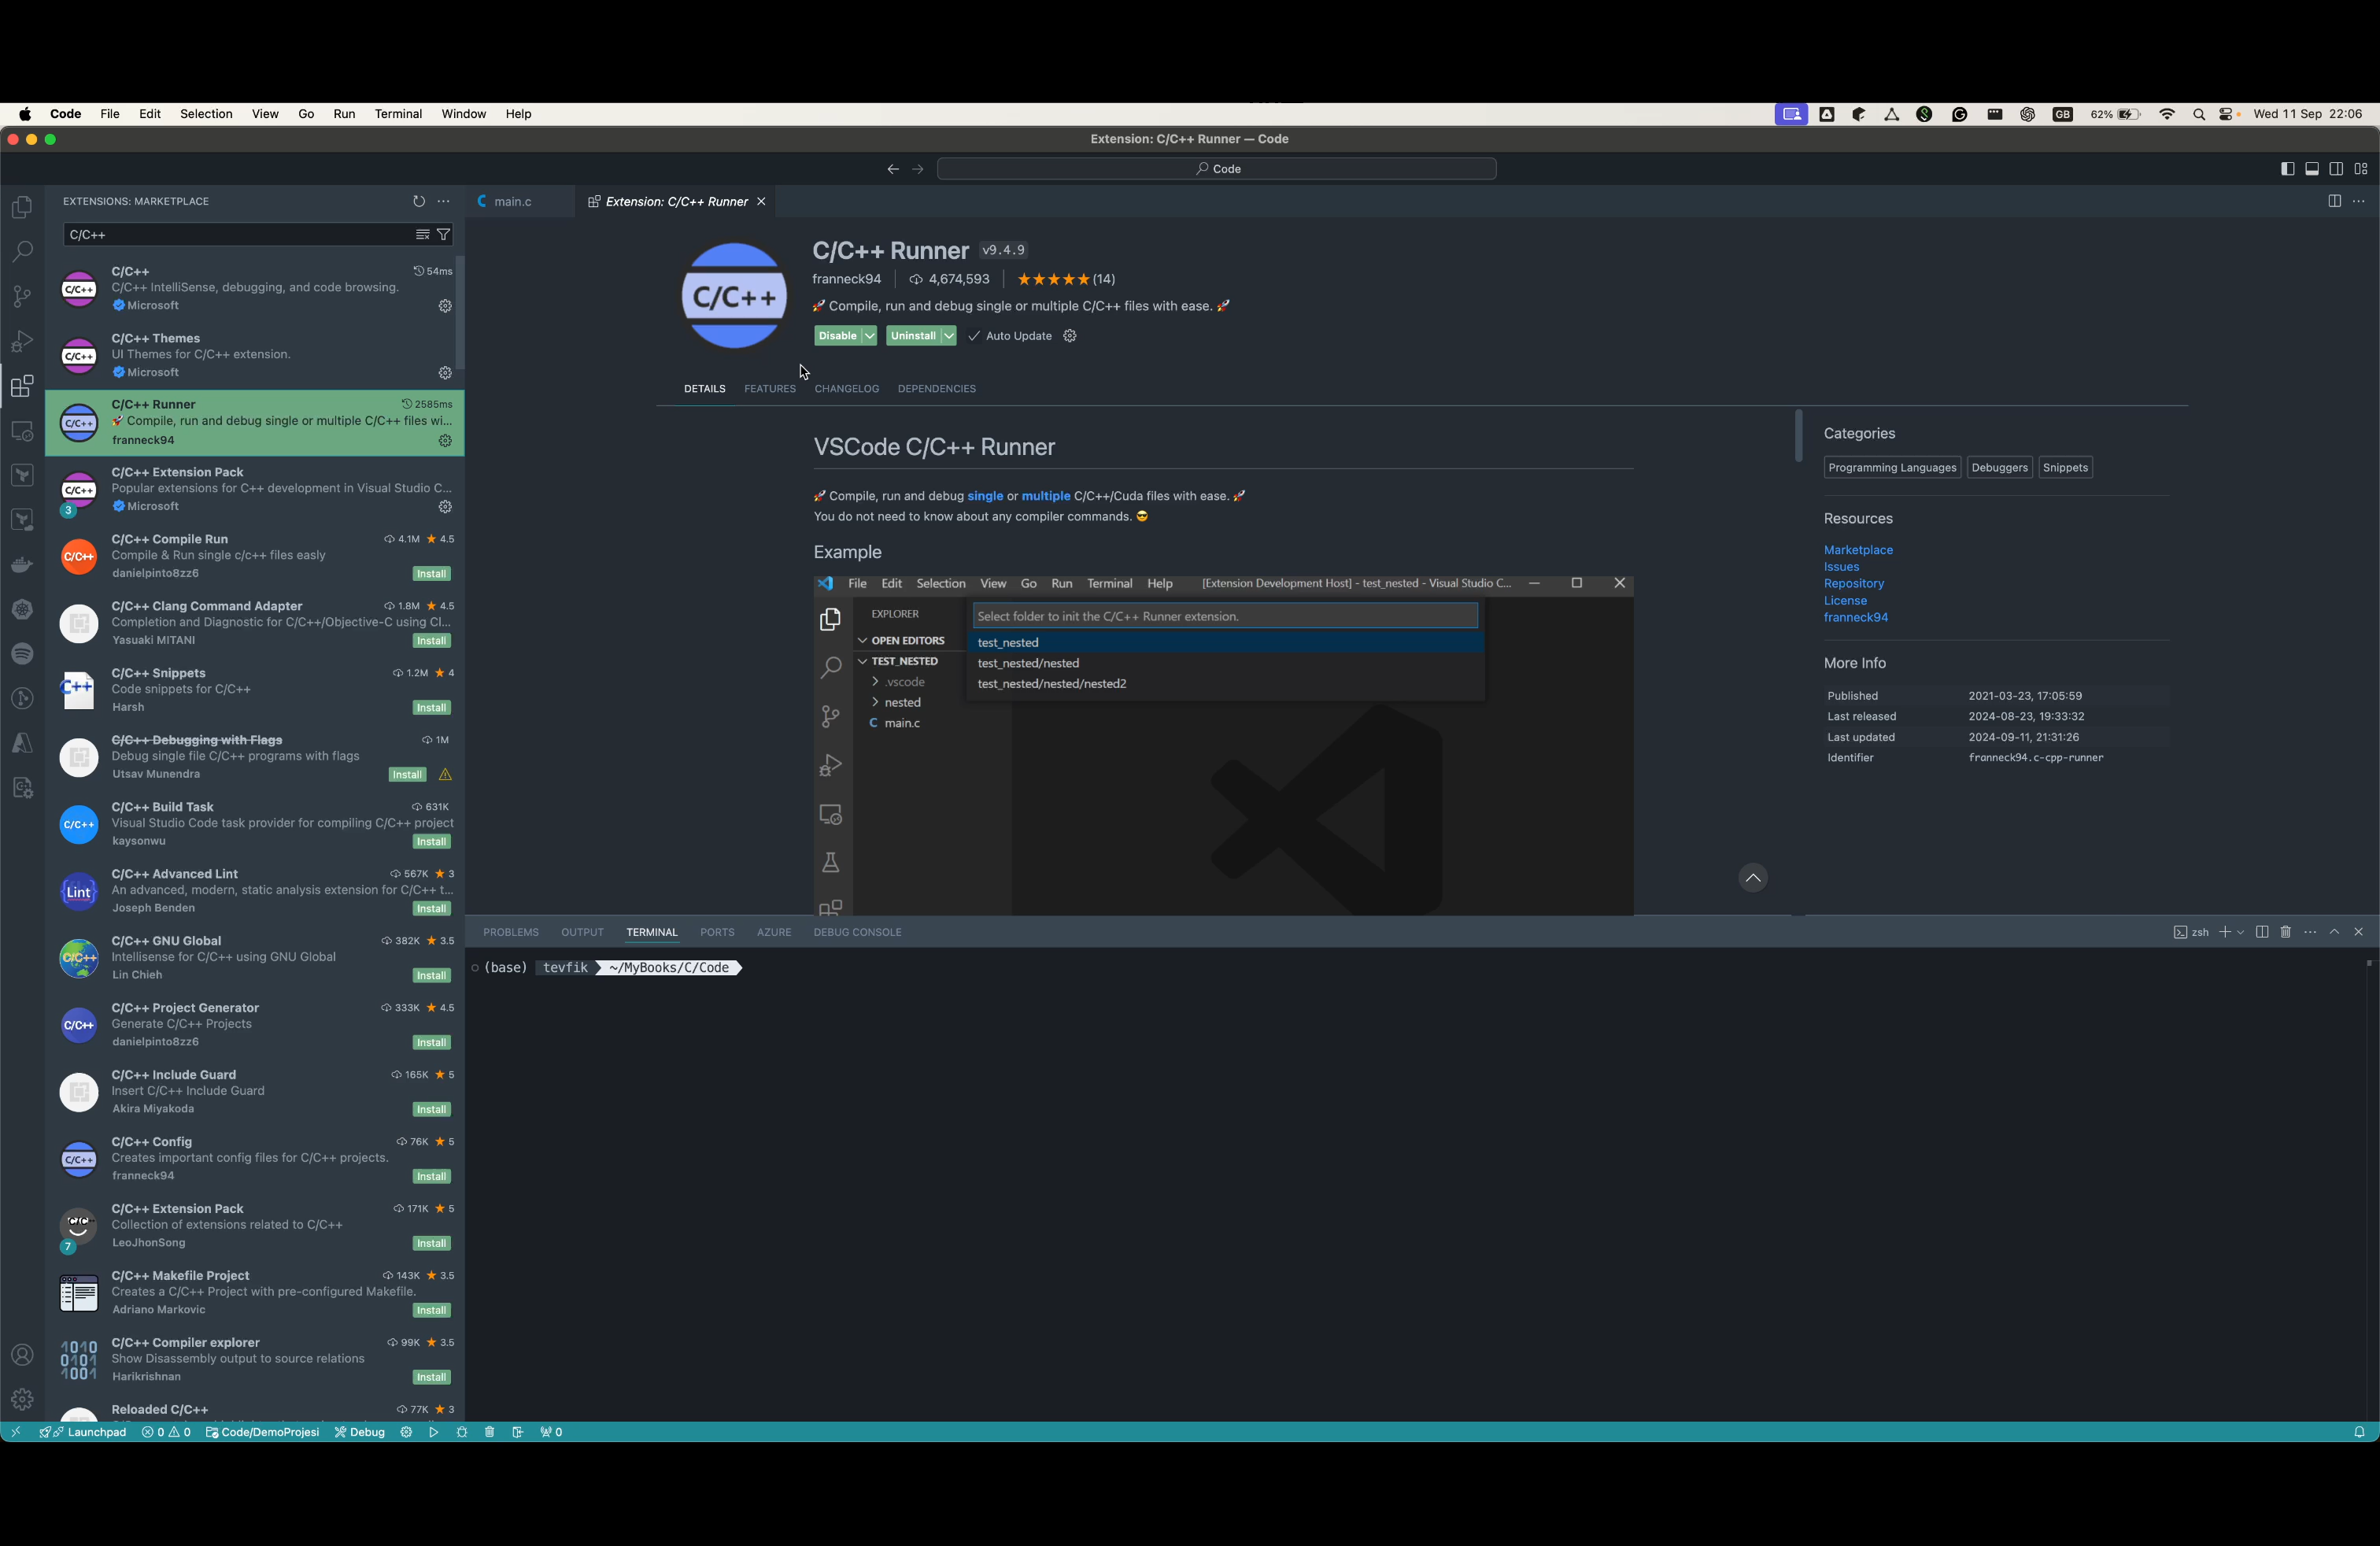 Code File Edit Selection View Go Run Terminal Window Help
GB 62% Wed 11 Sep 22:06
Extension: C/C++ Runner — Code
Code
EXTENSIONS: MARKETPLACE
C/C++
C/C++ 54ms
C/C++ IntelliSense, debugging, and code browsing.
Microsoft
C/C++ Themes
UI Themes for C/C++ extension.
Microsoft
C/C++ Runner 2585ms
🚀 Compile, run and debug single or multiple C/C++ files wi...
franneck94
C/C++ Extension Pack
Popular extensions for C++ development in Visual Studio C...
3
Microsoft
C/C++ Compile Run 4.1M ★ 4.5
Compile & Run single c/c++ files easly
danielpinto8zz6 Install
C/C++ Clang Command Adapter 1.8M ★ 4.5
Completion and Diagnostic for C/C++/Objective-C using Cl...
Yasuaki MITANI Install
C/C++ Snippets 1.2M ★ 4
Code snippets for C/C++
Harsh Install
C/C++ Debugging with Flags 1M
Debug single file C/C++ programs with flags
Utsav Munendra Install
C/C++ Build Task 631K
Visual Studio Code task provider for compiling C/C++ project
kaysonwu Install
C/C++ Advanced Lint 567K ★ 3
An advanced, modern, static analysis extension for C/C++ t...
Joseph Benden Install
C/C++ GNU Global 382K ★ 3.5
Intellisense for C/C++ using GNU Global
Lin Chieh Install
C/C++ Project Generator 333K ★ 4.5
Generate C/C++ Projects
danielpinto8zz6 Install
C/C++ Include Guard 165K ★ 5
Insert C/C++ Include Guard
Akira Miyakoda Install
C/C++ Config 76K ★ 5
Creates important config files for C/C++ projects.
franneck94 Install
C/C++ Extension Pack 171K ★ 5
Collection of extensions related to C/C++
7
LeoJhonSong Install
C/C++ Makefile Project 143K ★ 3.5
Creates a C/C++ Project with pre-configured Makefile.
Adriano Markovic Install
C/C++ Compiler explorer 99K ★ 3.5
Show Disassembly output to source relations
Harikrishnan Install
Reloaded C/C++ 77K ★ 3
main.c Extension: C/C++ Runner
C/C++
C/C++ Runner v9.4.9
franneck94 4,674,593 ★★★★★(14)
🚀 Compile, run and debug single or multiple C/C++ files with ease. 🚀
Disable Uninstall Auto Update
DETAILS FEATURES CHANGELOG DEPENDENCIES
VSCode C/C++ Runner
🚀 Compile, run and debug single or multiple C/C++/Cuda files with ease. 🚀
You do not need to know about any compiler commands. 😎
Example
File Edit Selection View Go Run Terminal Help [Extension Development Host] - test_nested - Visual Studio C...
EXPLORER
Select folder to init the C/C++ Runner extension.
OPEN EDITORS
test_nested
TEST_NESTED
test_nested/nested
.vscode
test_nested/nested/nested2
nested
main.c
Categories
Programming Languages Debuggers Snippets
Resources
Marketplace
Issues
Repository
License
franneck94
More Info
Published 2021-03-23, 17:05:59
Last released 2024-08-23, 19:33:32
Last updated 2024-09-11, 21:31:26
Identifier franneck94.c-cpp-runner
PROBLEMS OUTPUT TERMINAL PORTS AZURE DEBUG CONSOLE
zsh
(base) tevfik ~/MyBooks/C/Code
Launchpad 0 0 Code/DemoProjesi Debug 0